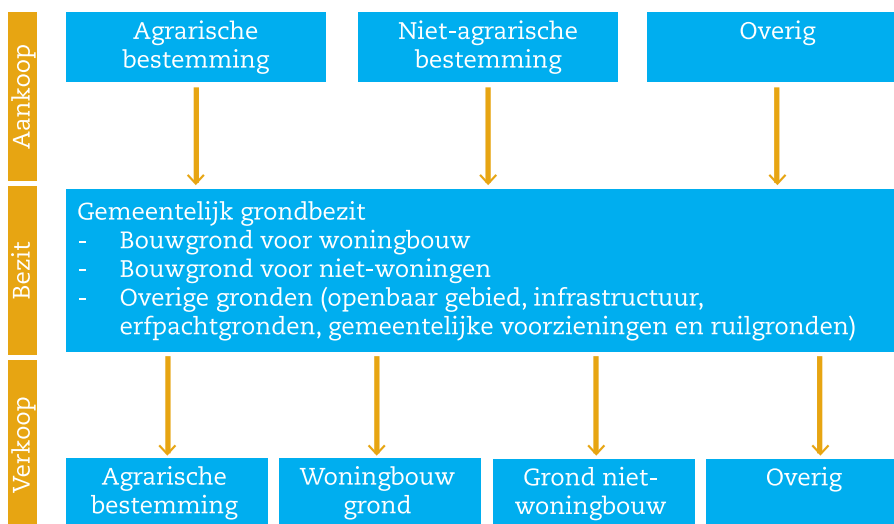 Aankoop
Agrarische
bestemming
Niet-agrarische
bestemming
Overig
Bezit
Gemeentelijk grondbezit
- Bouwgrond voor woningbouw
- Bouwgrond voor niet-woningen
- Overige gronden (openbaar gebied, infrastructuur,
erfpachtgronden, gemeentelijke voorzieningen en ruilgronden)
Verkoop
Agrarische
bestemming
Woningbouw
grond
Grond niet-
woningbouw
Overig